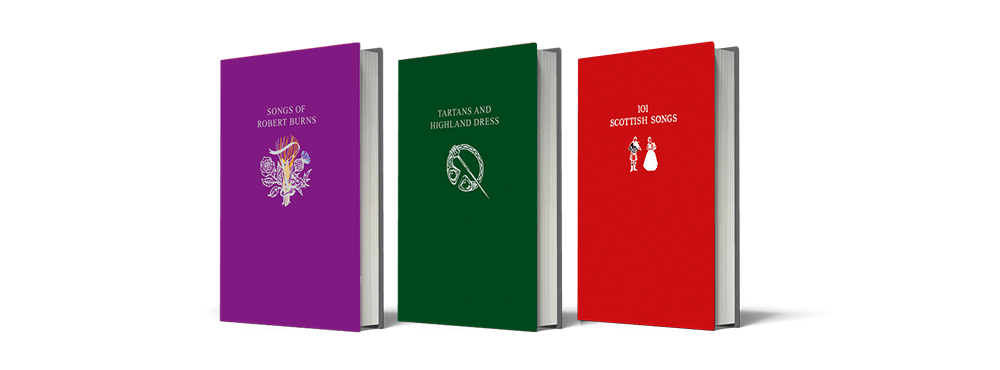 SONGS OF
ROBERT BURNS
TARTANS AND
HIGHLAND DRESS
101
SCOTTISH SONGS